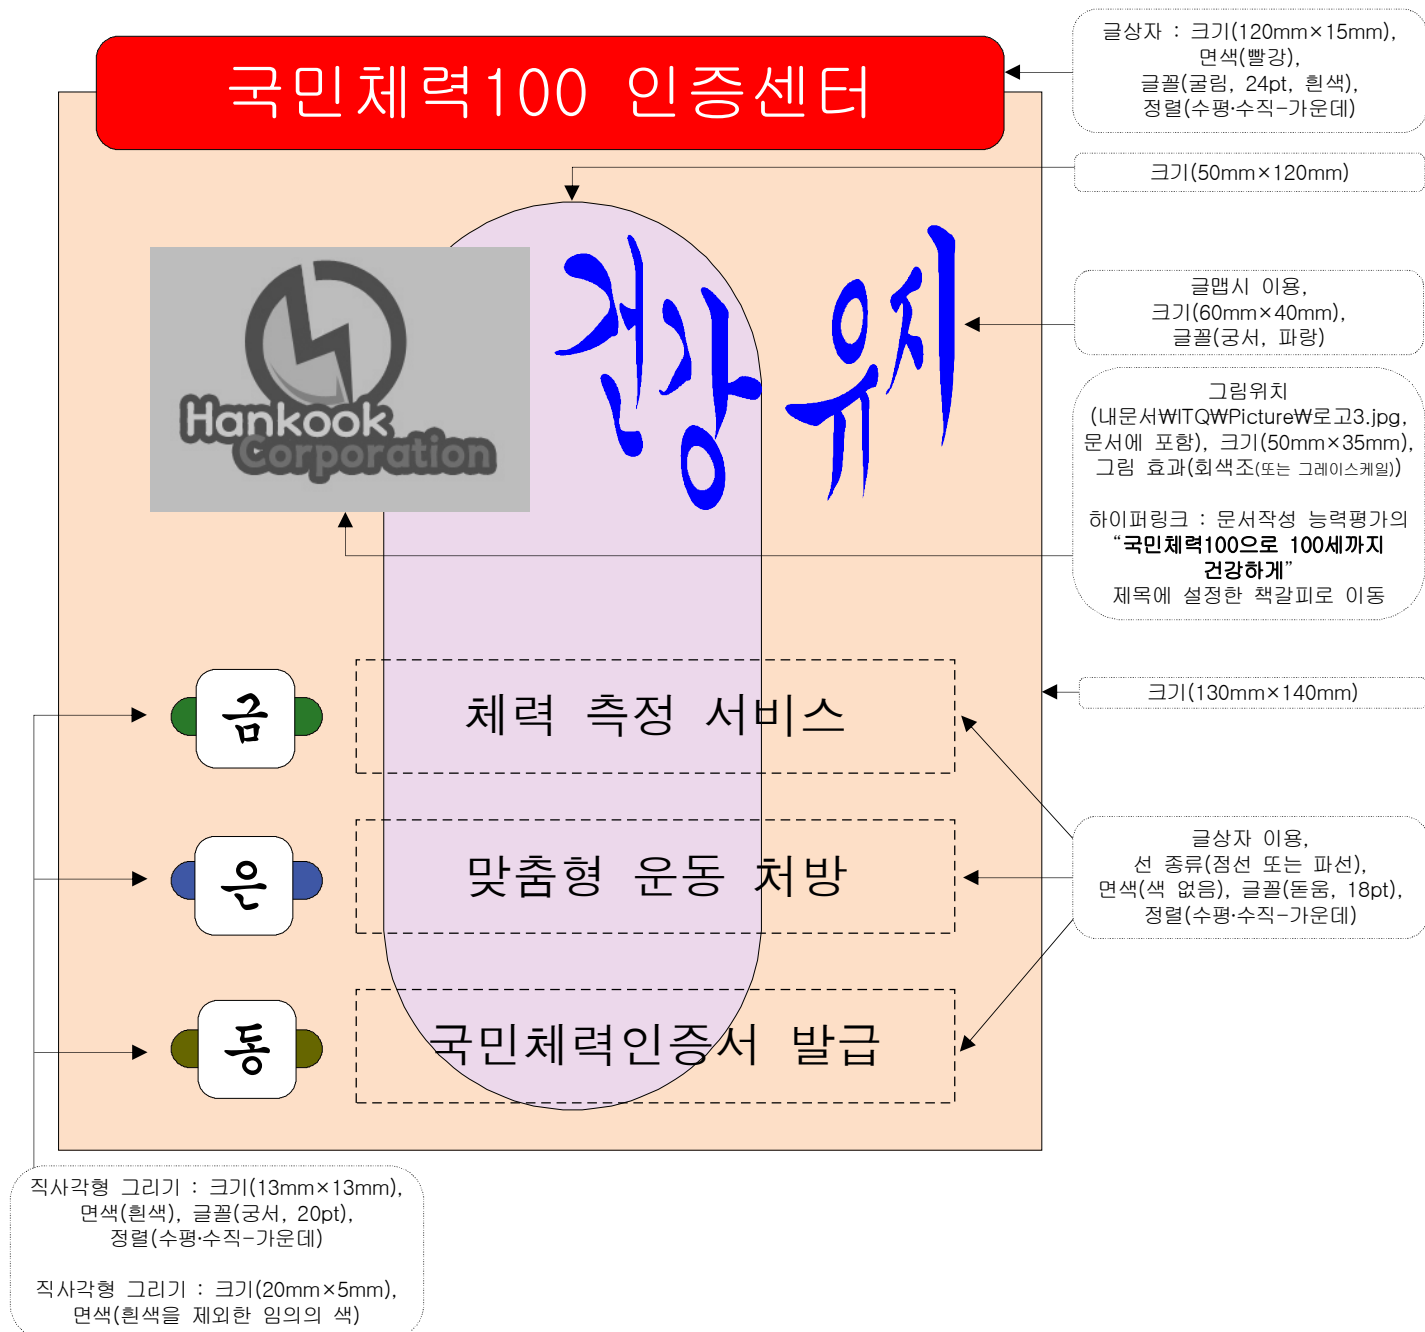 국민체력100 인증센터
글상자 : 크기(120mm×15mm),
면색(빨강),
글꼴(굴림, 24pt, 흰색),
정렬(수평·수직-가운데)
크기(50mm×120mm)
Hankook
Corporation
건강 유지
글맵시 이용,
크기(60mm×40mm),
글꼴(궁서, 파랑)
그림위치
(내문서₩ITQ₩Picture₩로고3.jpg,
문서에 포함), 크기(50mm×35mm),
그림 효과(회색조(또는 그레이스케일))
하이퍼링크 : 문서작성 능력평가의
“국민체력100으로 100세까지
건강하게”
제목에 설정한 책갈피로 이동
크기(130mm×140mm)
금
체력 측정 서비스
은
맞춤형 운동 처방
동
국민체력인증서 발급
글상자 이용,
선 종류(점선 또는 파선),
면색(색 없음), 글꼴(돋움, 18pt),
정렬(수평·수직-가운데)
직사각형 그리기 : 크기(13mm×13mm),
면색(흰색), 글꼴(궁서, 20pt),
정렬(수평·수직-가운데)
직사각형 그리기 : 크기(20mm×5mm),
면색(흰색을 제외한 임의의 색)